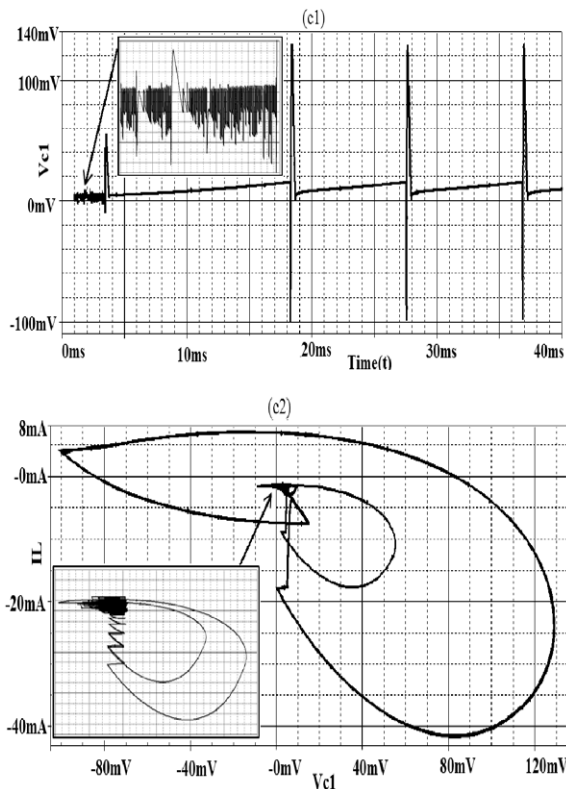 (c1)
140mV
100mV
Vc1
0mV
-100mV
0ms
10ms
20ms
30ms
40ms
Time(t)
(c2)
8mA
-0mA
IL
-20mA
-40mA
-80mV
-40mV
-0mV
40mV
80mV
120mV
Vc1